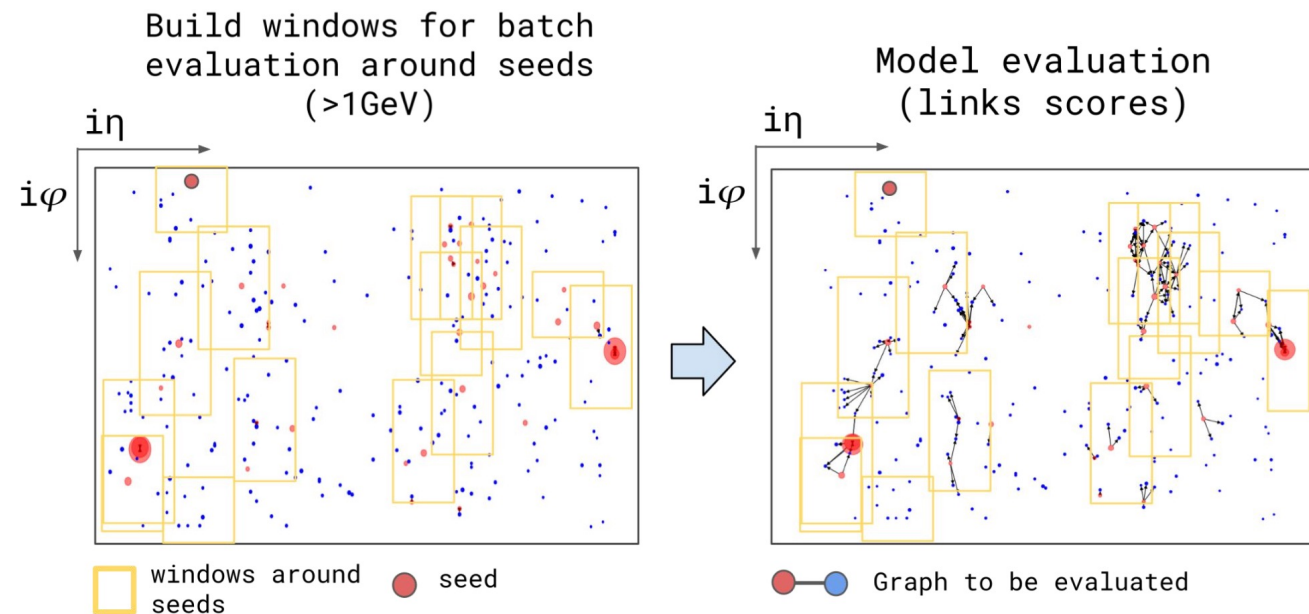 Build windows for batch
evaluation around seeds
(>1GeV)
iη
iφ
windows around
seeds
seed
Model evaluation
(links scores)
iη
iφ
Graph to be evaluated